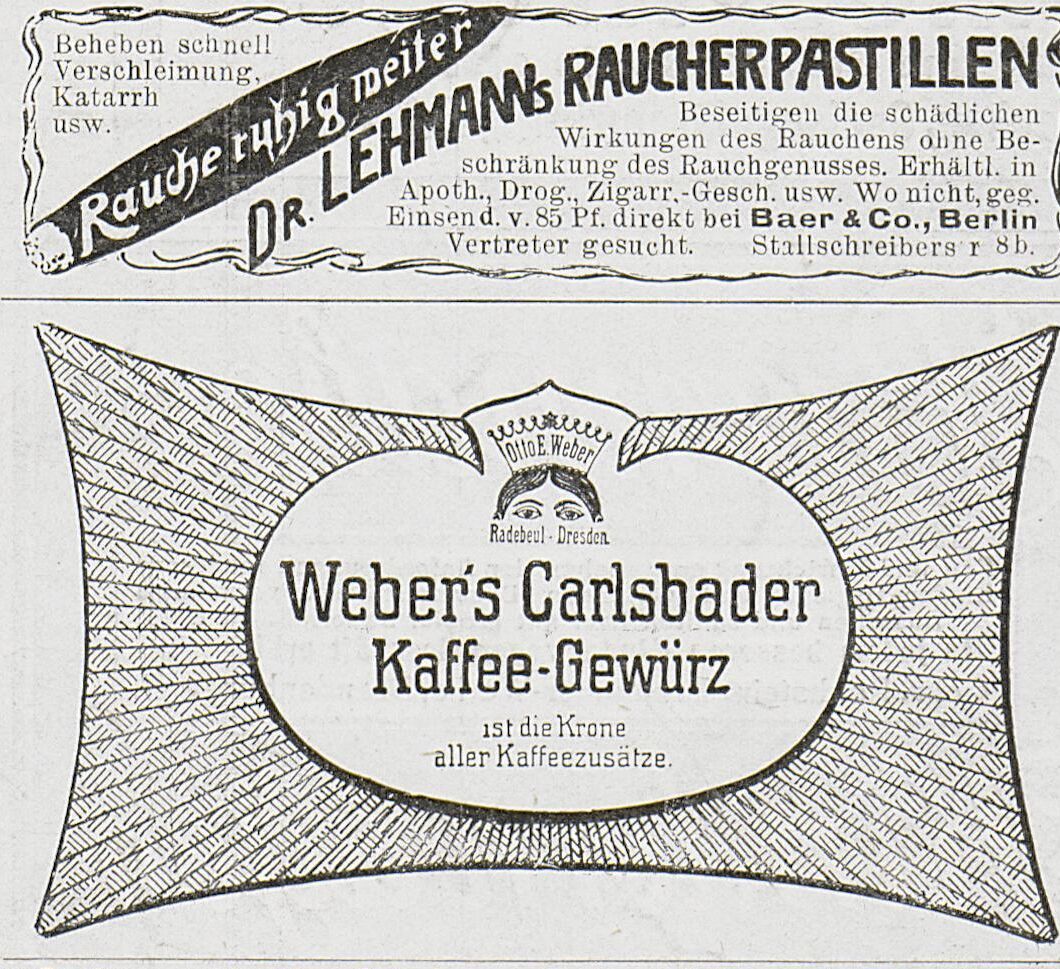 Beheben schnell
Verschleimung,
Katarrh
usw.
Rauche ruhig weiter
DR. LEHMANNs RAUCHERPASTILLEN
Beseitigen die schädlichen
Wirkungen des Rauchens ohne Be-
schränkung des Rauchgenusses. Erhältl. in
Apoth., Drog., Zigarr.-Gesch. usw. Wo nicht, geg.
Einsend. v. 85 Pf. direkt bei Baer & Co., Berlin
Vertreter gesucht. Stallschreibers r 8b.
Otto E. Weber
Radebeul - Dresden
Weber's Carlsbader
Kaffee-Gewürz
ist die Krone
aller Kaffeezusätze.